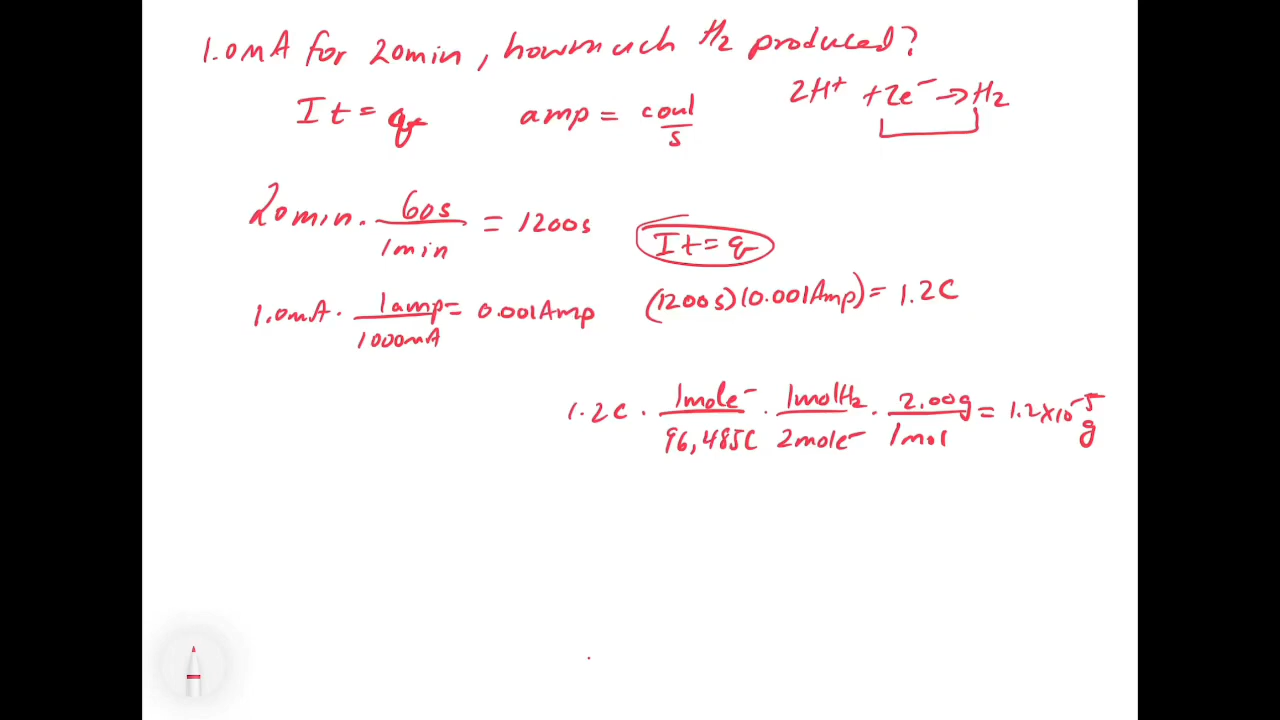 1.0mA for 20min, how much H₂ produced?
It = q   amp = coul/s   2H⁺ + 2e⁻ → H₂
20min · 60s/1min = 1200s   It = q
1.0mA · 1amp/1000mA = 0.001Amp   (1200s)(0.001Amp) = 1.2C
1.2C · 1mole⁻/96,485C · 1molH₂/2mole⁻ · 2.00g/1mol = 1.2×10⁻⁵ g